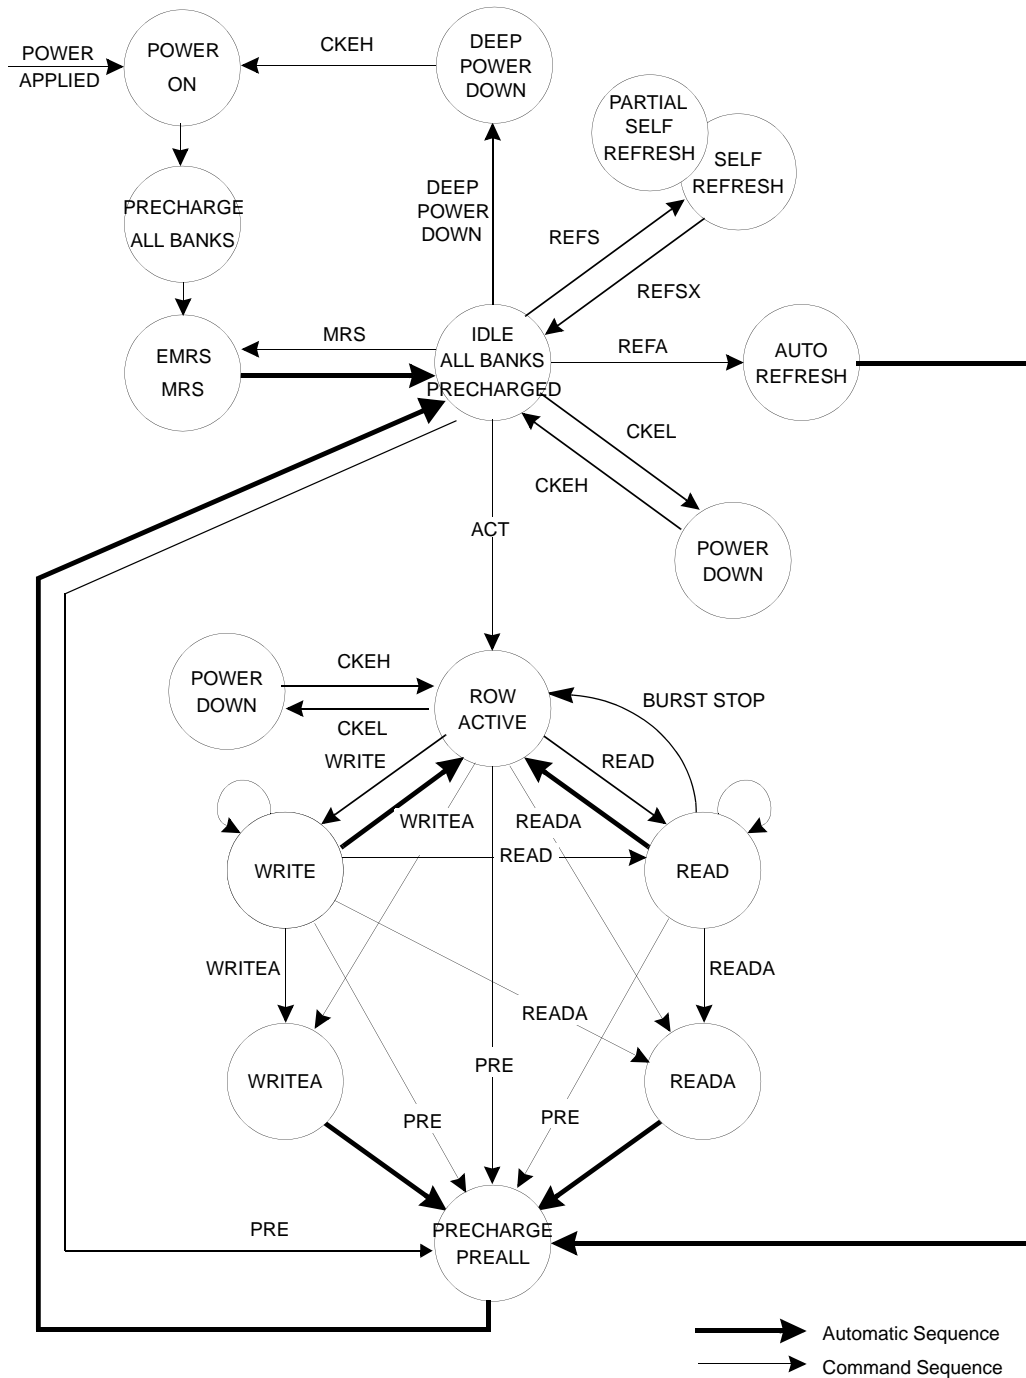 POWER
APPLIED
POWER
ON
CKEH
DEEP
POWER
DOWN
PARTIAL
SELF
REFRESH
SELF
REFRESH
PRECHARGE
ALL BANKS
DEEP
POWER
DOWN
REFS
REFSX
EMRS
MRS
MRS
IDLE
ALL BANKS
PRECHARGED
REFA
AUTO
REFRESH
CKEL
CKEH
ACT
POWER
DOWN
POWER
DOWN
CKEH
CKEL
ROW
ACTIVE
BURST STOP
WRITE
READ
WRITEA
READA
WRITE
READ
READ
WRITEA
READA
READA
WRITEA
PRE
READA
PRE
PRE
PRE
PRECHARGE
PREALL
Automatic Sequence
Command Sequence